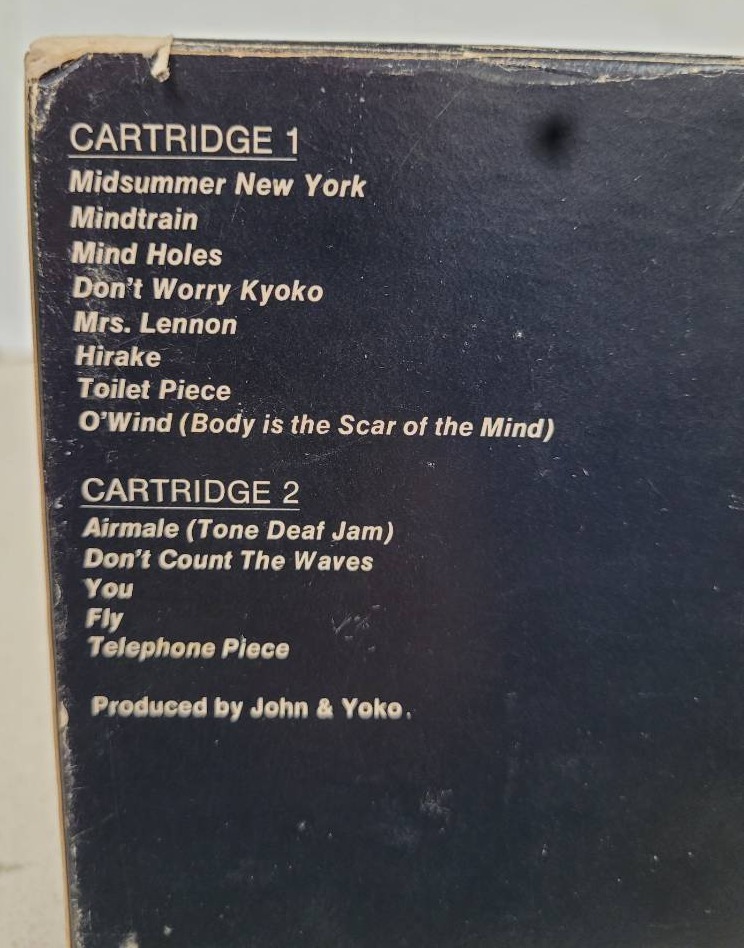 CARTRIDGE 1
Midsummer New York
Mindtrain
Mind Holes
Don't Worry Kyoko
Mrs. Lennon
Hirake
Toilet Piece
O'Wind (Body is the Scar of the Mind)
CARTRIDGE 2
Airmale (Tone Deaf Jam)
Don't Count The Waves
You
Fly
Telephone Piece
Produced by John & Yoko.